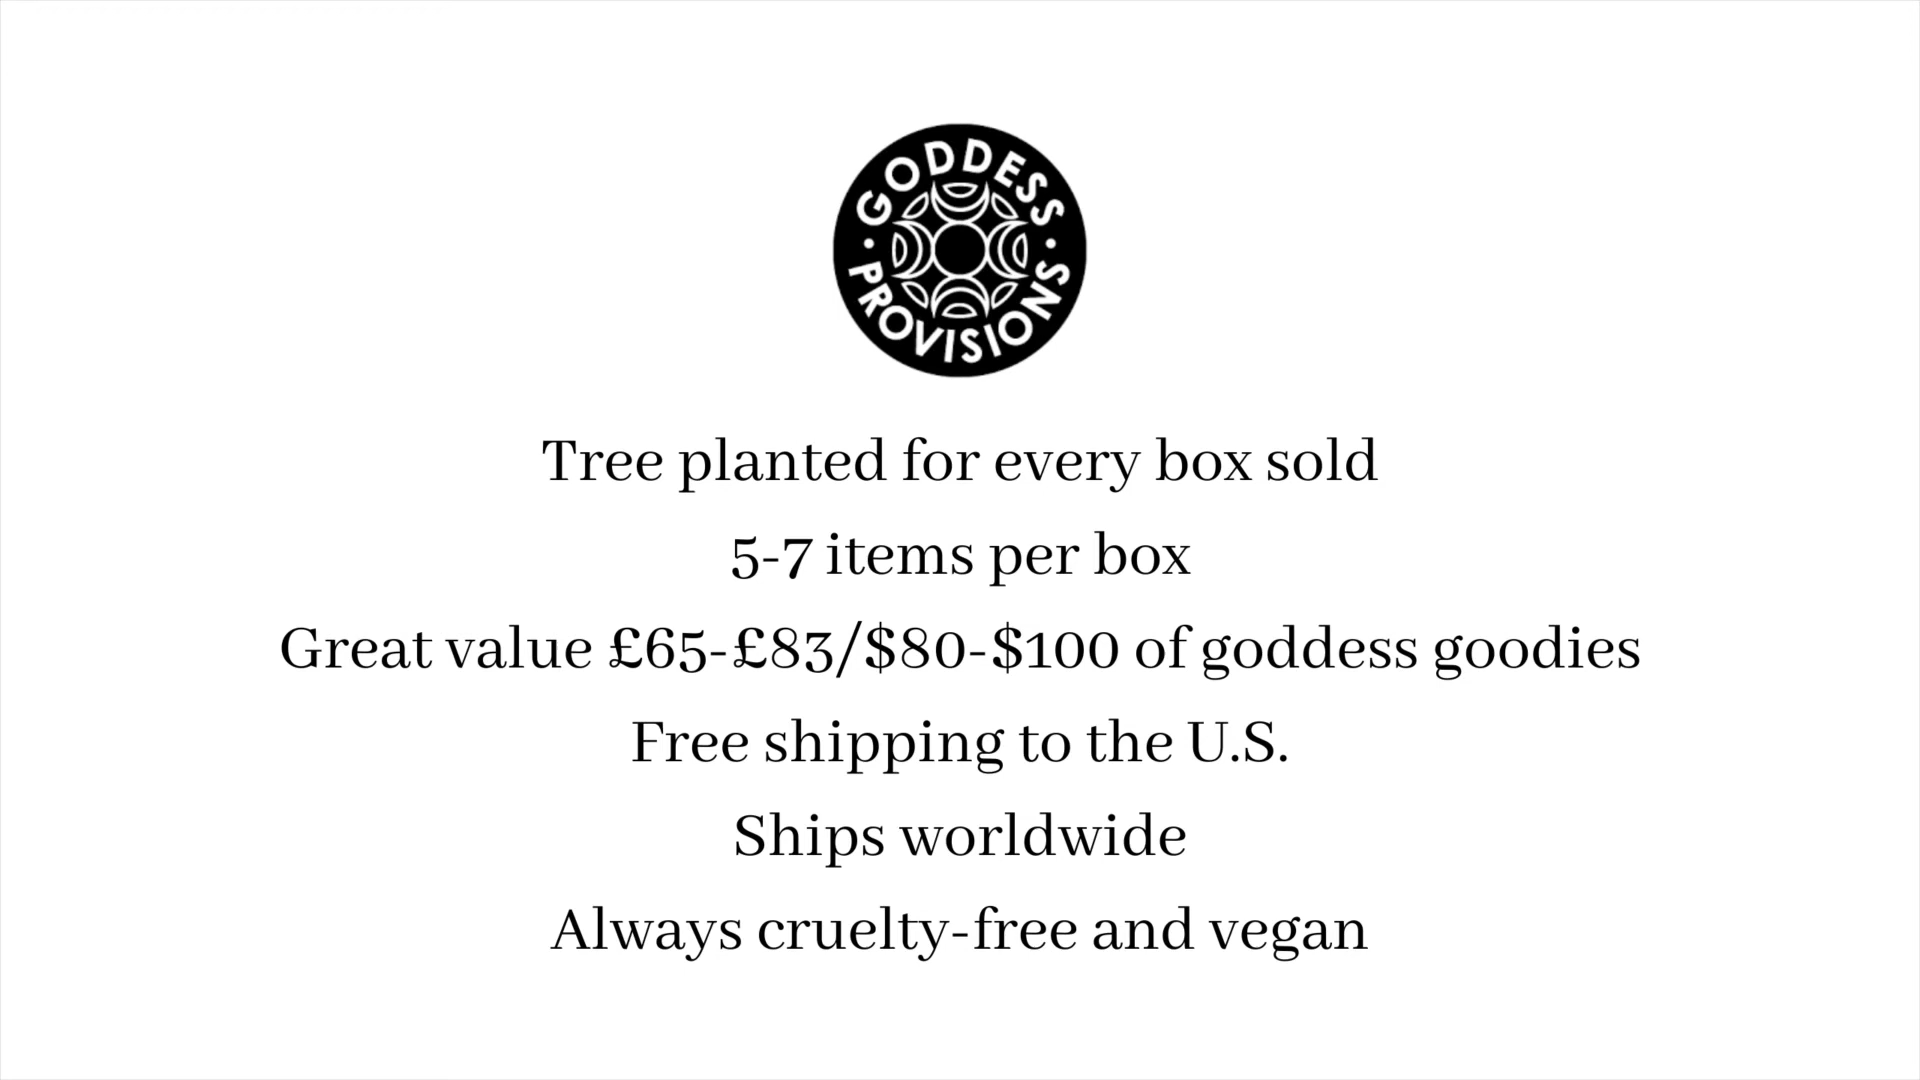 GODDESS
PROVISIONS
Tree planted for every box sold
5-7 items per box
Great value £65-£83/$80-$100 of goddess goodies
Free shipping to the U.S.
Ships worldwide
Always cruelty-free and vegan